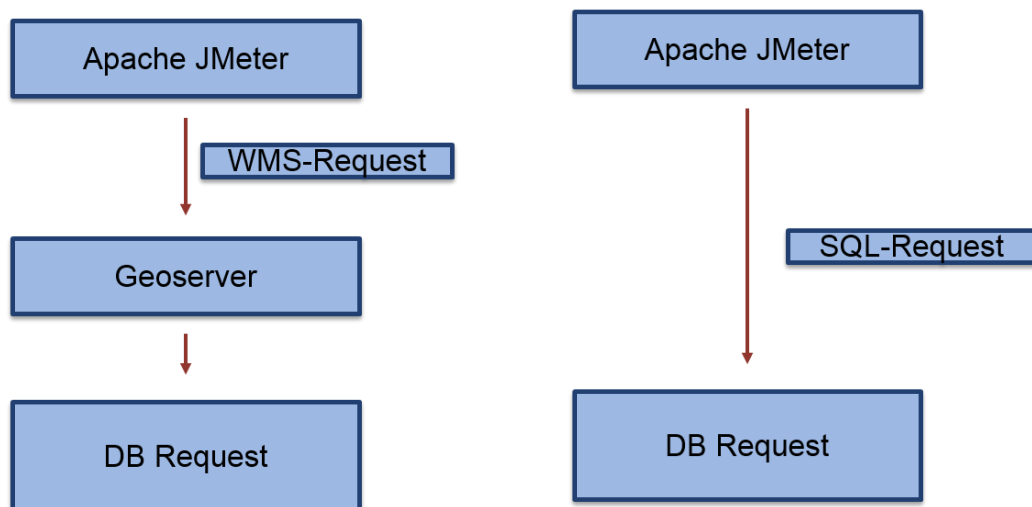 Apache JMeter
WMS-Request
Geoserver
DB Request
Apache JMeter
SQL-Request
DB Request